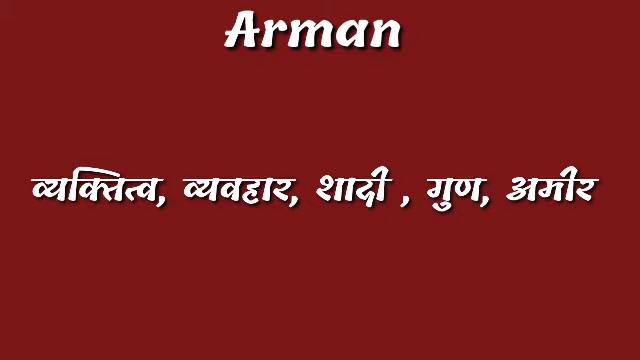 Arman
व्यक्तित्व, व्यवहार, शादी , गुण, अमीर